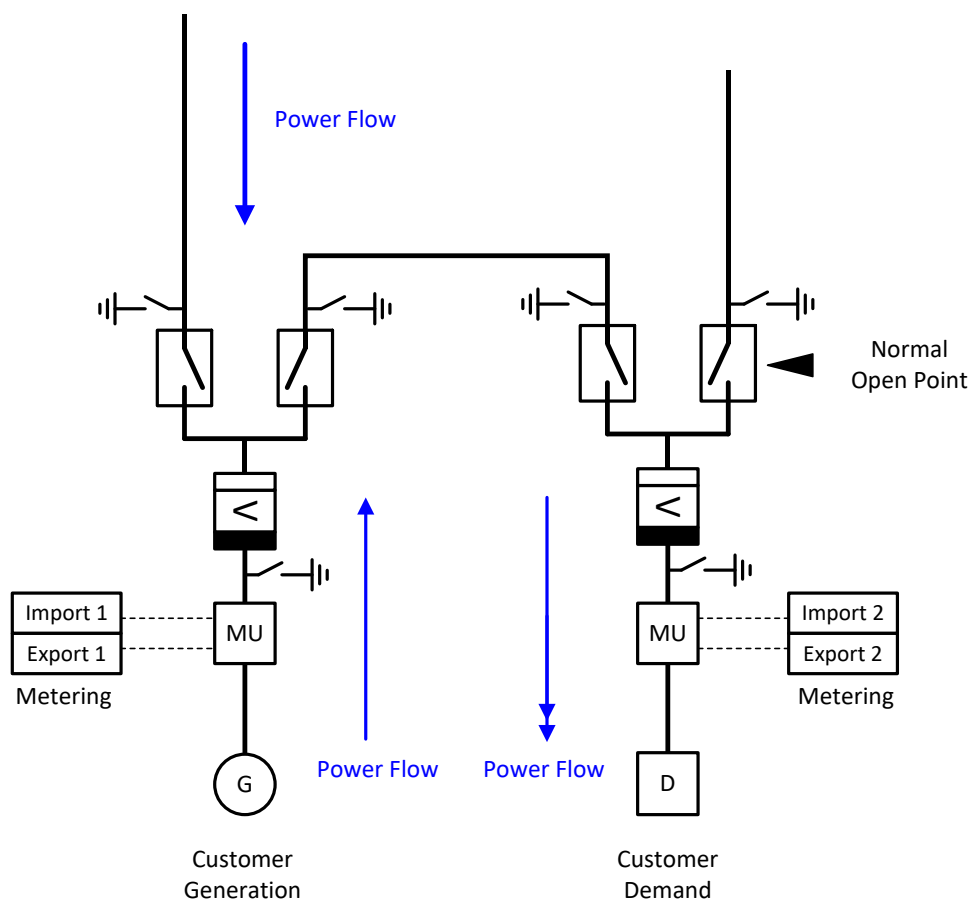 Power Flow
Normal
Open Point
<
<
Import 1
Export 1
Metering
MU
MU
Import 2
Export 2
Metering
Power Flow
Power Flow
G
D
Customer
Generation
Customer
Demand